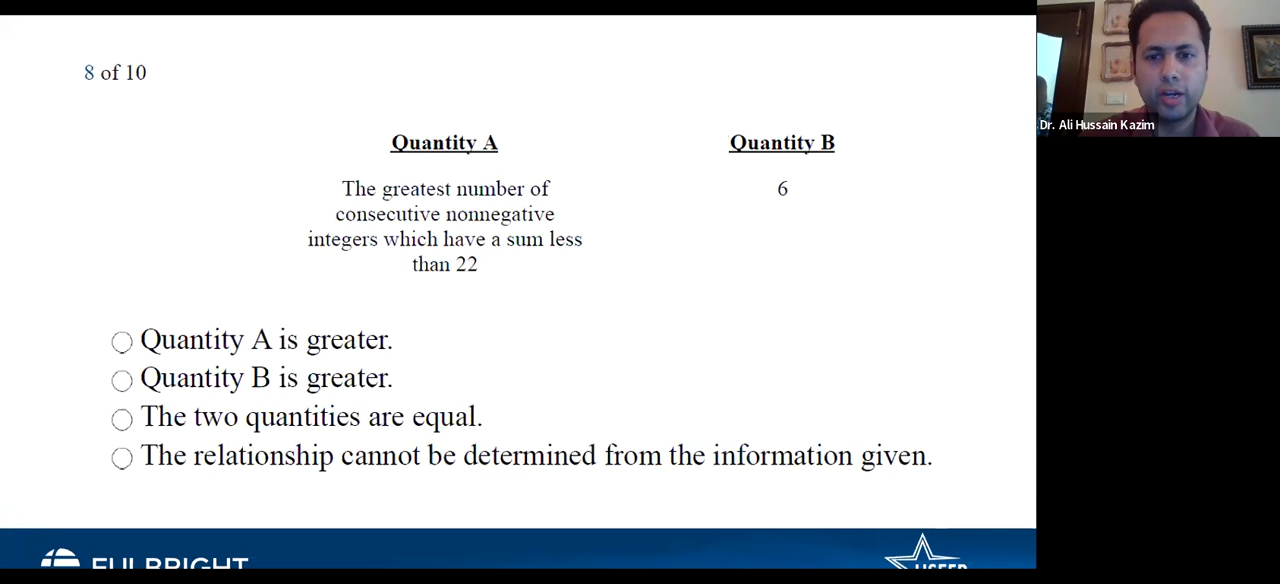 8 of 10
Dr. Ali Hussain Kazim
Quantity A
Quantity B
The greatest number of
consecutive nonnegative
integers which have a sum less
than 22
6
Quantity A is greater.
Quantity B is greater.
The two quantities are equal.
The relationship cannot be determined from the information given.
FULBRIGHT
USEFP